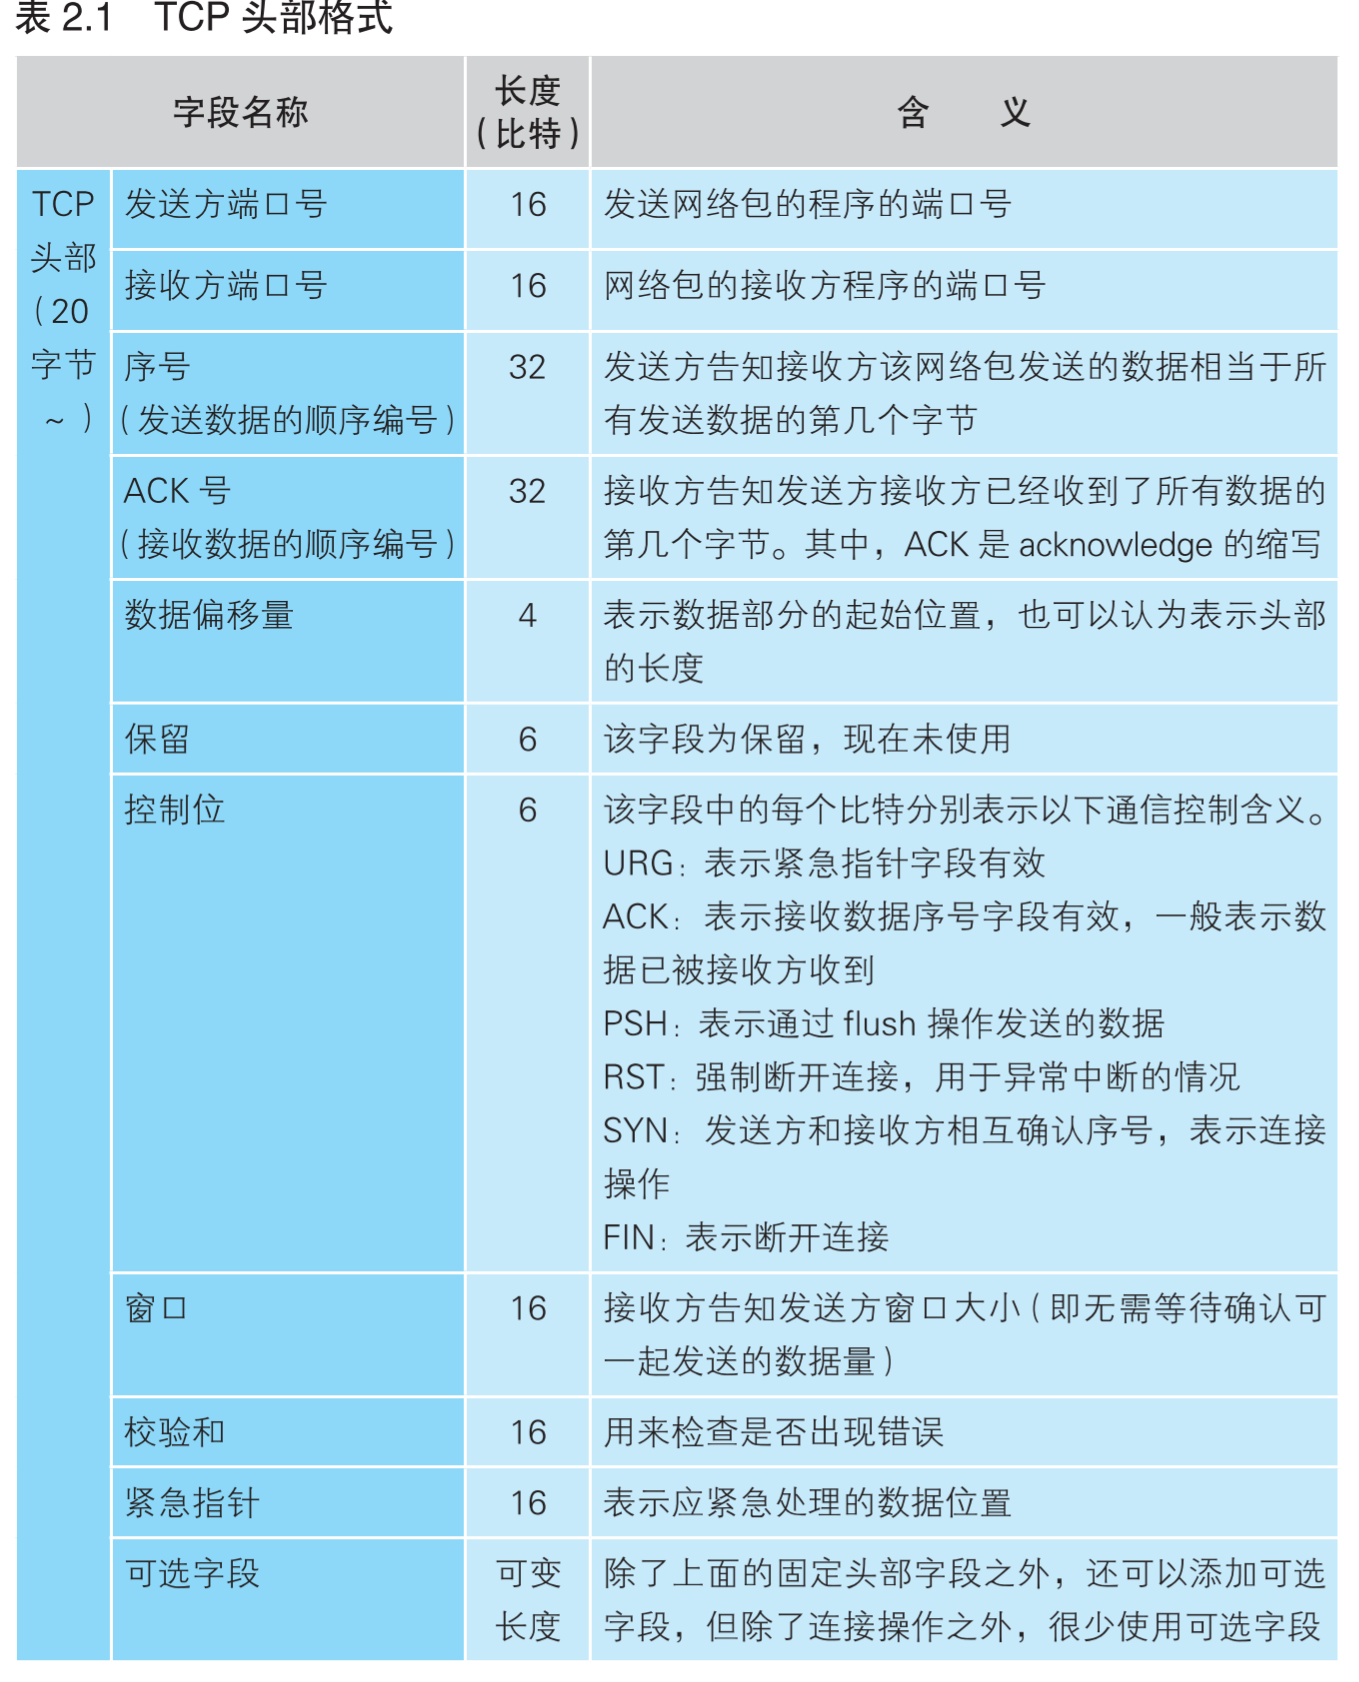 表 2.1 TCP 头部格式
字段名称
长度
（比特）
含 义
TCP
头部
（20
字节
～）
发送方端口号
16
发送网络包的程序的端口号
接收方端口号
16
网络包的接收方程序的端口号
序号
（发送数据的顺序编号）
32
发送方告知接收方该网络包发送的数据相当于所
有发送数据的第几个字节
ACK 号
（接收数据的顺序编号）
32
接收方告知发送方接收方已经收到了所有数据的
第几个字节。其中，ACK 是 acknowledge 的缩写
数据偏移量
4
表示数据部分的起始位置，也可以认为表示头部
的长度
保留
6
该字段为保留，现在未使用
控制位
6
该字段中的每个比特分别表示以下通信控制含义。
URG：表示紧急指针字段有效
ACK：表示接收数据序号字段有效，一般表示数
据已被接收方收到
PSH：表示通过 flush 操作发送的数据
RST：强制断开连接，用于异常中断的情况
SYN：发送方和接收方相互确认序号，表示连接
操作
FIN：表示断开连接
窗口
16
接收方告知发送方窗口大小（即无需等待确认可
一起发送的数据量）
校验和
16
用来检查是否出现错误
紧急指针
16
表示应紧急处理的数据位置
可选字段
可变
长度
除了上面的固定头部字段之外，还可以添加可选
字段，但除了连接操作之外，很少使用可选字段